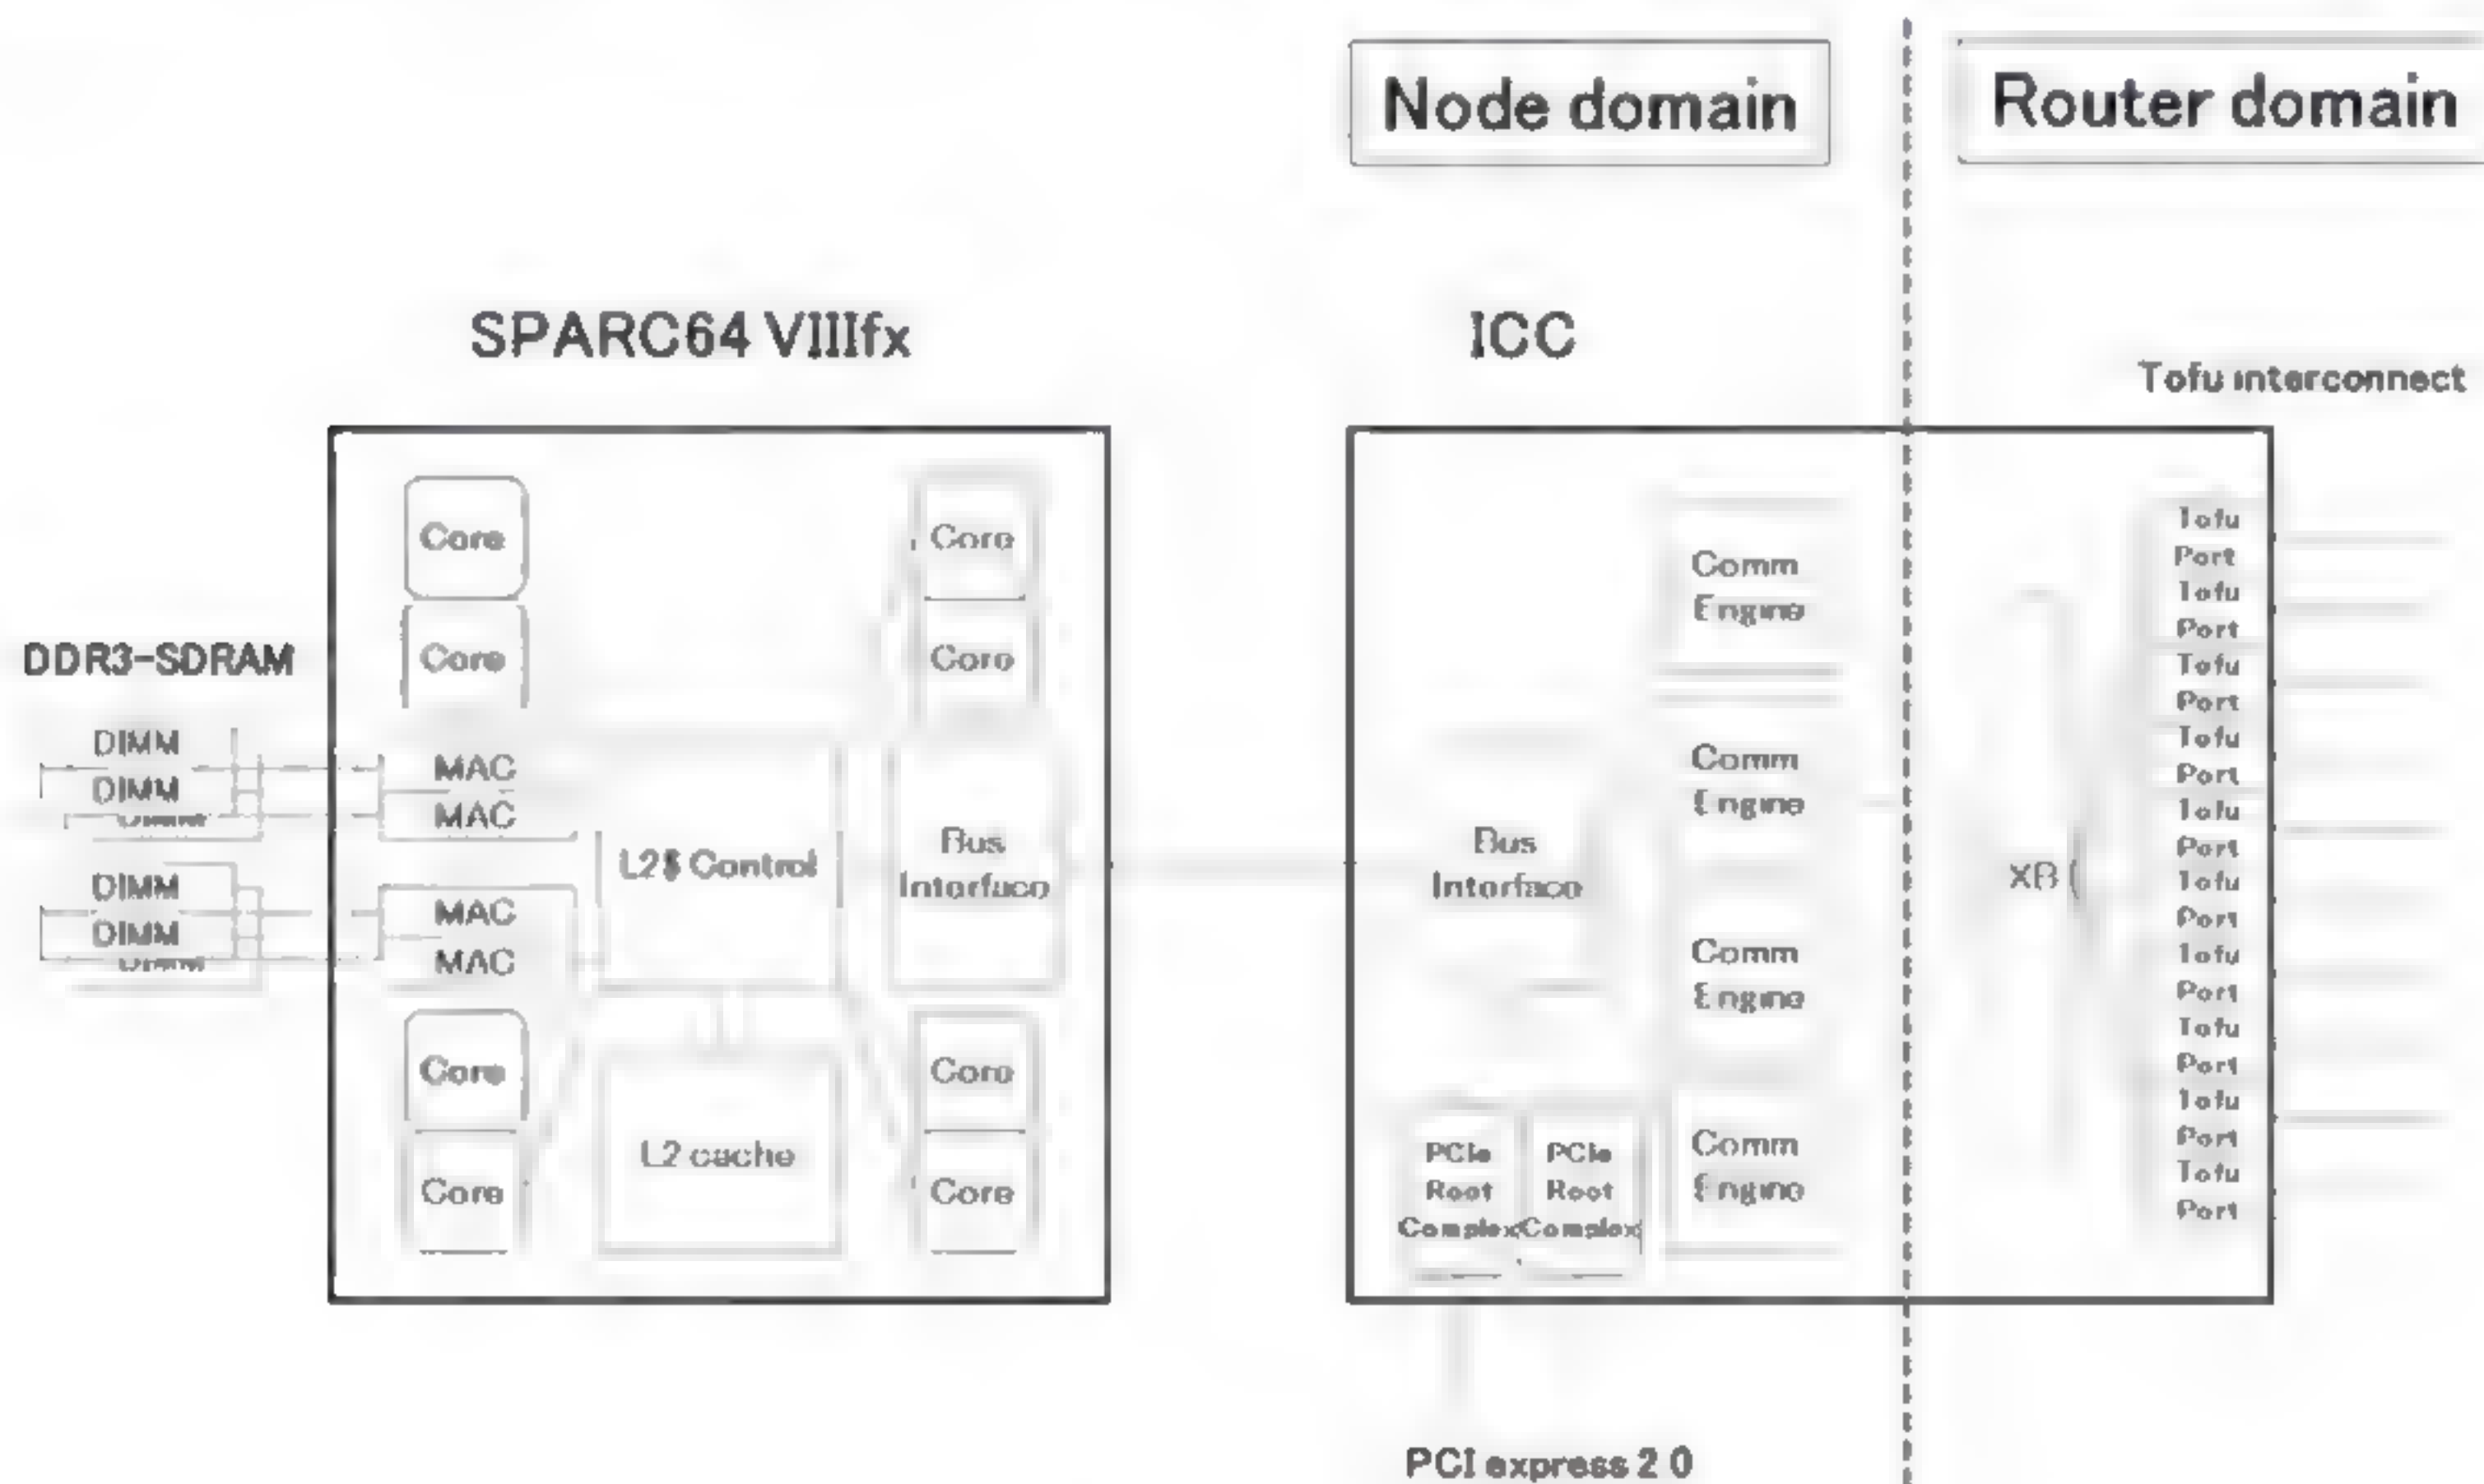 Node domain
Router domain
SPARC64 VIIIfx
ICC
Tofu interconnect
DDR3-SDRAM
DIMM
DIMM
DIMM
DIMM
DIMM
DIMM
Core
Core
MAC
MAC
MAC
MAC
Core
Core
L2$ Control
L2 cache
Core
Core
Bus
Interface
Core
Core
Bus
Interface
PCIe
Root
Complex
PCIe
Root
Complex
Comm
Engine
Comm
Engine
Comm
Engine
Comm
Engine
XB
Tofu
Port
Tofu
Port
Tofu
Port
Tofu
Port
Tofu
Port
Tofu
Port
Tofu
Port
Tofu
Port
Tofu
Port
Tofu
Port
PCI express 2 0